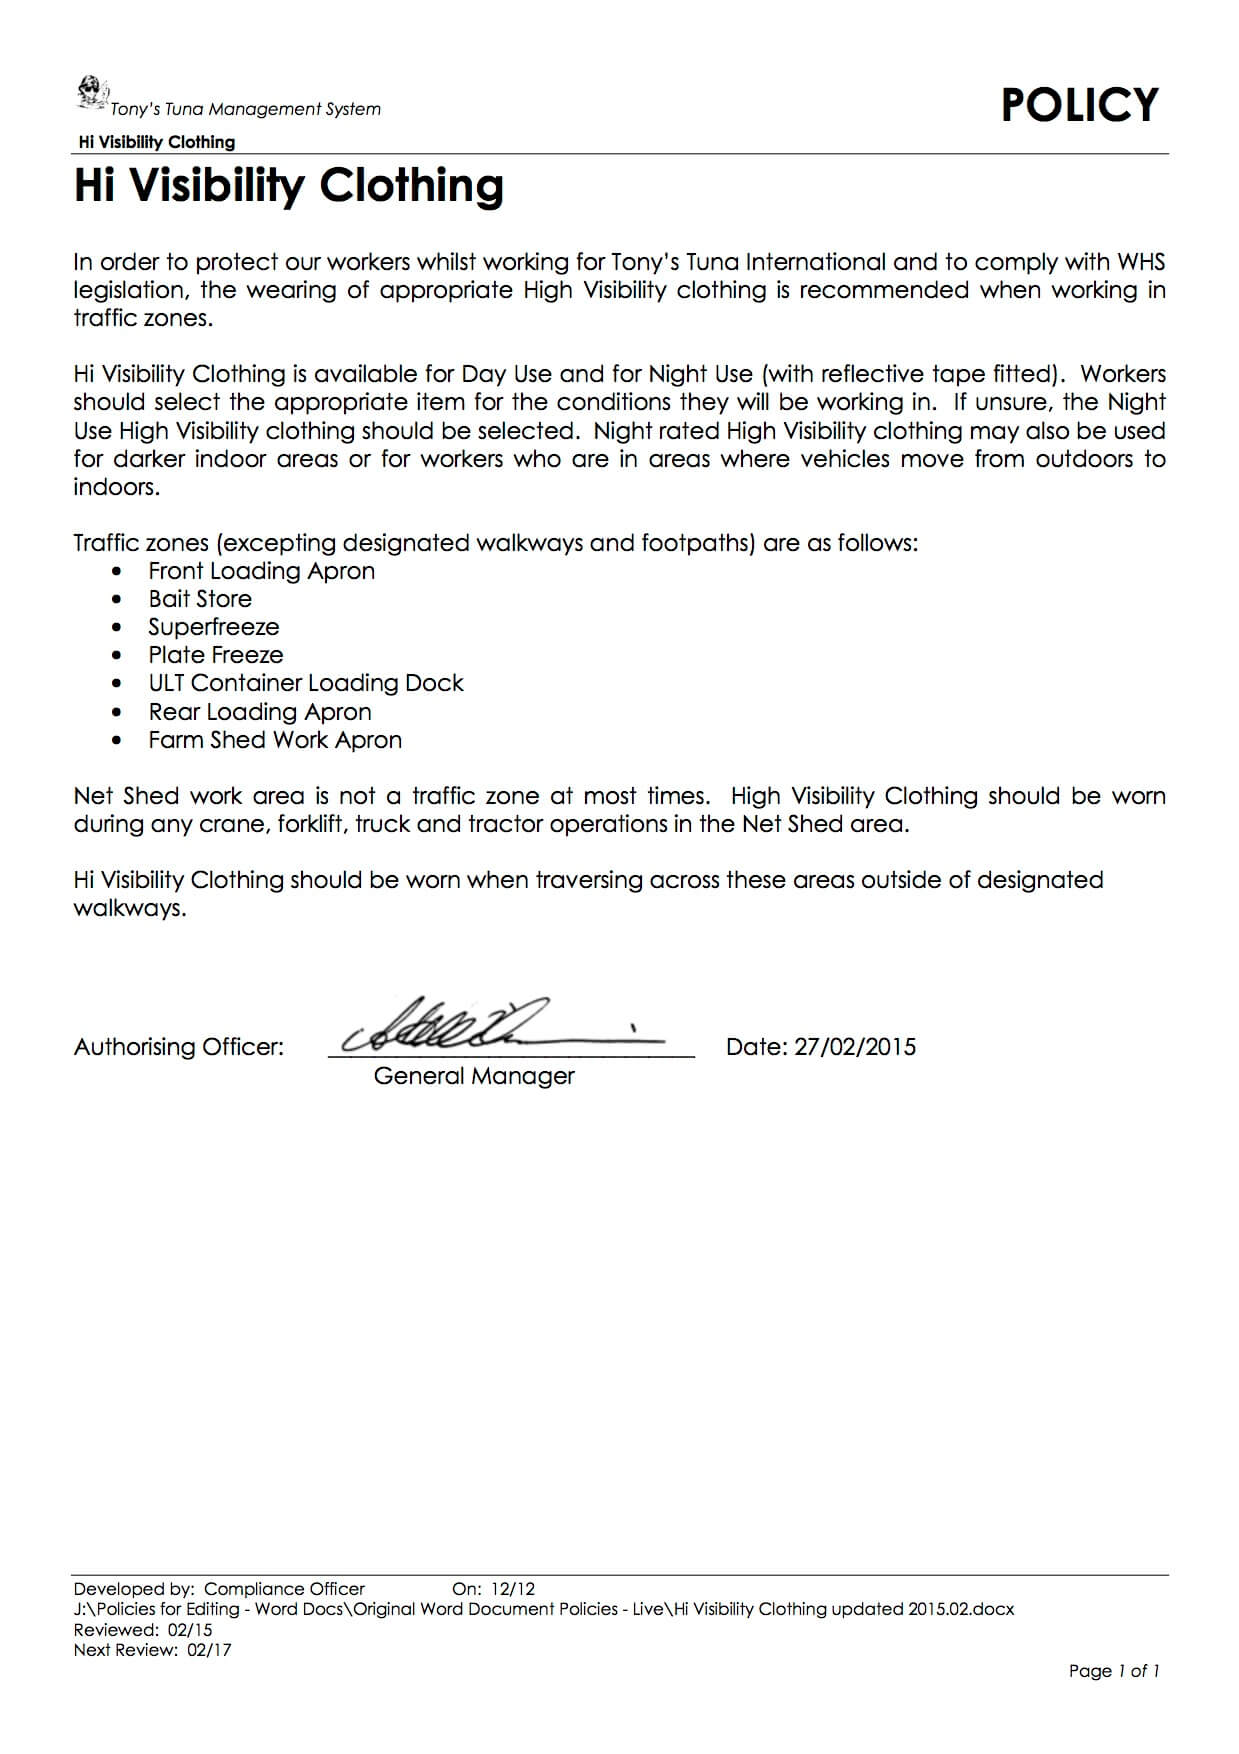 Tony's Tuna Management System
POLICY
Hi Visibility Clothing
Hi Visibility Clothing
In order to protect our workers whilst working for Tony's Tuna International and to comply with WHS
legislation, the wearing of appropriate High Visibility clothing is recommended when working in
traffic zones.
Hi Visibility Clothing is available for Day Use and for Night Use (with reflective tape fitted).  Workers
should select the appropriate item for the conditions they will be working in.  If unsure, the Night
Use High Visibility clothing should be selected.  Night rated High Visibility clothing may also be used
for darker indoor areas or for workers who are in areas where vehicles move from outdoors to
indoors.
Traffic zones (excepting designated walkways and footpaths) are as follows:
• Front Loading Apron
• Bait Store
• Superfreeze
• Plate Freeze
• ULT Container Loading Dock
• Rear Loading Apron
• Farm Shed Work Apron
Net Shed work area is not a traffic zone at most times.  High Visibility Clothing should be worn
during any crane, forklift, truck and tractor operations in the Net Shed area.
Hi Visibility Clothing should be worn when traversing across these areas outside of designated
walkways.
Authorising Officer: Date: 27/02/2015
General Manager
Developed by:  Compliance Officer On:  12/12
J:\Policies for Editing - Word Docs\Original Word Document Policies - Live\Hi Visibility Clothing updated 2015.02.docx
Reviewed:  02/15
Next Review:  02/17
Page 1 of 1